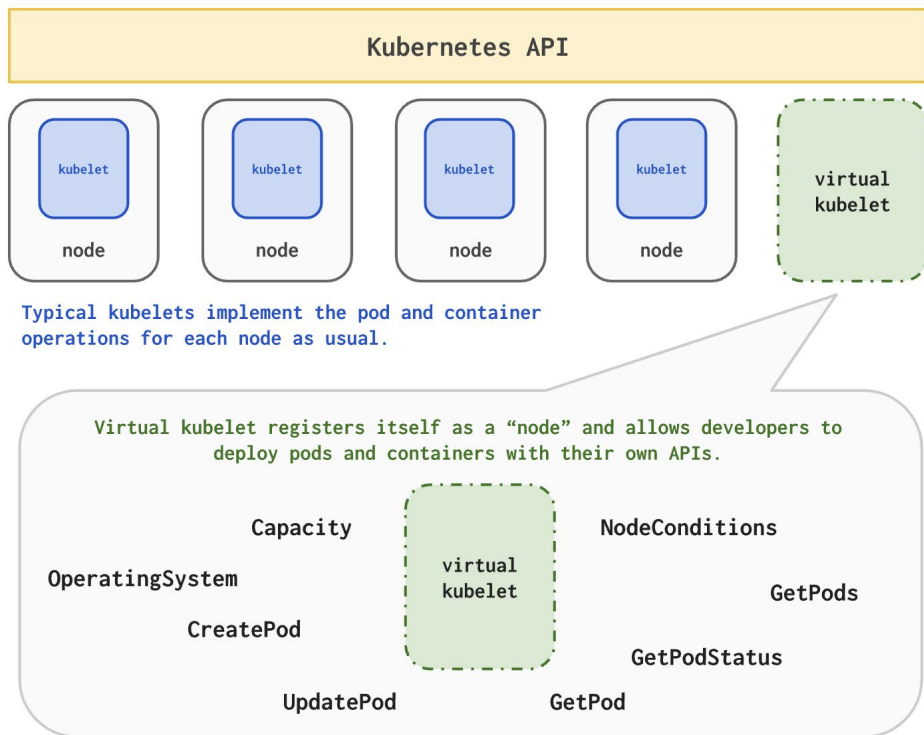 Kubernetes API
kubelet
kubelet
kubelet
kubelet
virtual
kubelet
node
node
node
node
Typical kubelets implement the pod and container
operations for each node as usual.
Virtual kubelet registers itself as a “node” and allows developers to
deploy pods and containers with their own APIs.
Capacity
NodeConditions
virtual
kubelet
OperatingSystem
GetPods
CreatePod
GetPodStatus
UpdatePod
GetPod